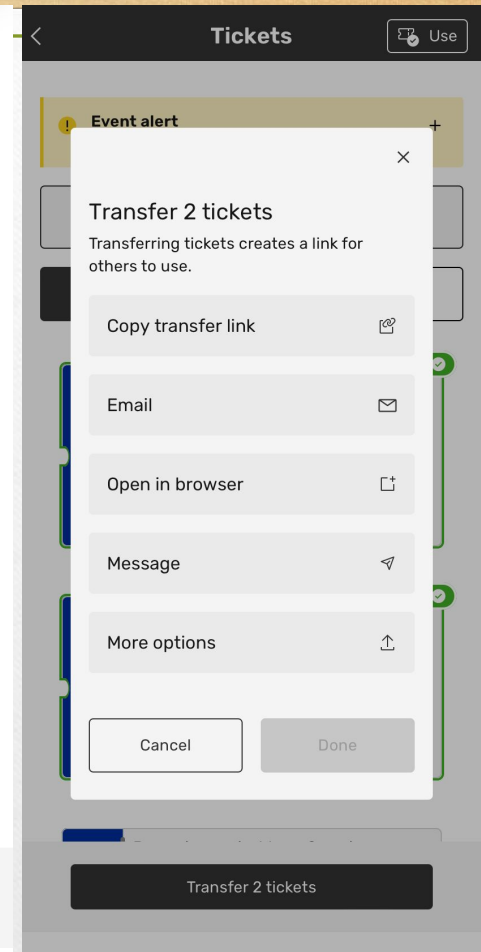 Tickets
Use
Event alert
Transfer 2 tickets
Transferring tickets creates a link for
others to use.
Copy transfer link
Email
Open in browser
Message
More options
Cancel
Done
Transfer 2 tickets